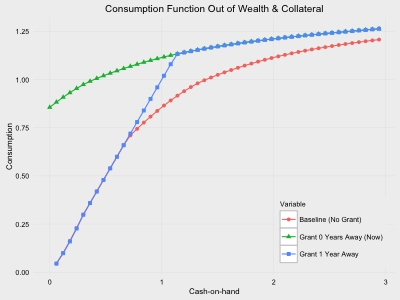 Consumption Function Out of Wealth & Collateral
1.25
1.00
0.75
0.50
0.25
0.00
Consumption
0
1
2
3
Cash-on-hand
Variable
Baseline (No Grant)
Grant 0 Years Away (Now)
Grant 1 Year Away